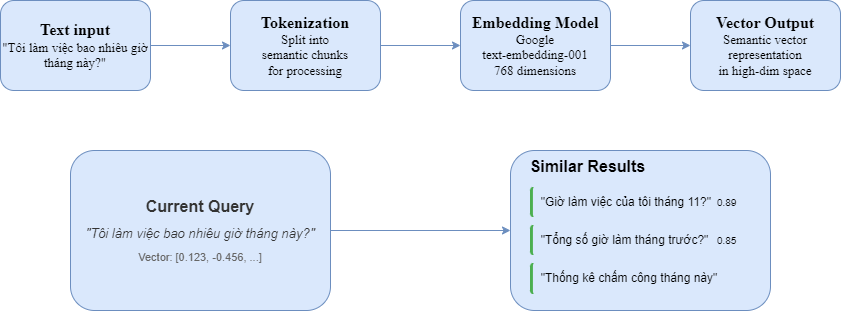 Text input
"Tôi làm việc bao nhiêu giờ
tháng này?"
Tokenization
Split into
semantic chunks
for processing
Embedding Model
Google
text-embedding-001
768 dimensions
Vector Output
Semantic vector
representation
in high-dim space
Current Query
"Tôi làm việc bao nhiêu giờ tháng này?"
Vector: [0.123, -0.456, ...]
Similar Results
"Giờ làm việc của tôi tháng 11?" 0.89
"Tổng số giờ làm tháng trước?" 0.85
"Thống kê chấm công tháng này"